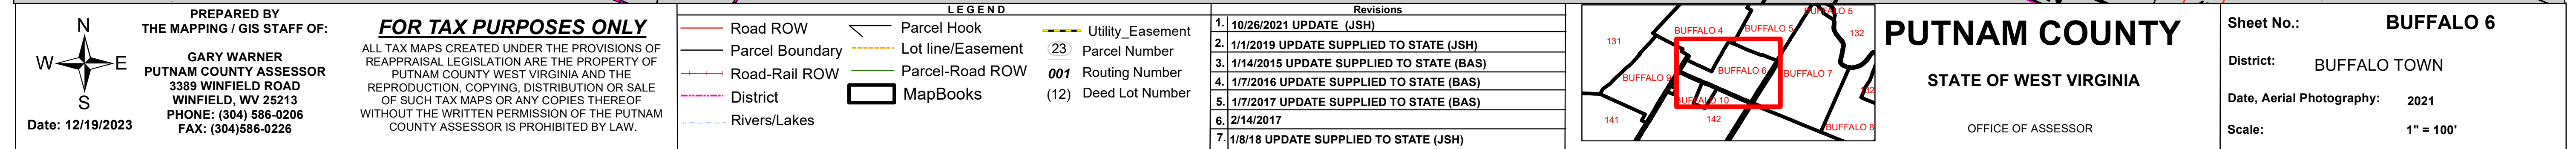 N
W
E
S
Date: 12/19/2023
PREPARED BY
THE MAPPING / GIS STAFF OF:
GARY WARNER
PUTNAM COUNTY ASSESSOR
3389 WINFIELD ROAD
WINFIELD, WV 25213
PHONE: (304) 586-0206
FAX: (304)586-0226
FOR TAX PURPOSES ONLY
ALL TAX MAPS CREATED UNDER THE PROVISIONS OF
REAPPRAISAL LEGISLATION ARE THE PROPERTY OF
PUTNAM COUNTY WEST VIRGINIA AND THE
REPRODUCTION, COPYING, DISTRIBUTION OR SALE
OF SUCH TAX MAPS OR ANY COPIES THEREOF
WITHOUT THE WRITTEN PERMISSION OF THE PUTNAM
COUNTY ASSESSOR IS PROHIBITED BY LAW.
LEGEND
Road ROW
Parcel Boundary
Road-Rail ROW
District
Rivers/Lakes
Parcel Hook
Lot line/Easement
Parcel-Road ROW
MapBooks
Utility_Easement
23 Parcel Number
001 Routing Number
(12) Deed Lot Number
Revisions
1. 10/26/2021 UPDATE (JSH)
2. 1/1/2019 UPDATE SUPPLIED TO STATE (JSH)
3. 1/14/2015 UPDATE SUPPLIED TO STATE (BAS)
4. 1/7/2016 UPDATE SUPPLIED TO STATE (BAS)
5. 1/7/2017 UPDATE SUPPLIED TO STATE (BAS)
6. 2/14/2017
7. 1/8/18 UPDATE SUPPLIED TO STATE (JSH)
BUFFALO 5
BUFFALO 4
BUFFALO 5
132
131
BUFFALO 6
BUFFALO 7
BUFFALO 9
132
BUFFALO 10
141
142
BUFFALO 8
PUTNAM COUNTY
STATE OF WEST VIRGINIA
OFFICE OF ASSESSOR
Sheet No.: BUFFALO 6
District: BUFFALO TOWN
Date, Aerial Photography: 2021
Scale: 1" = 100'